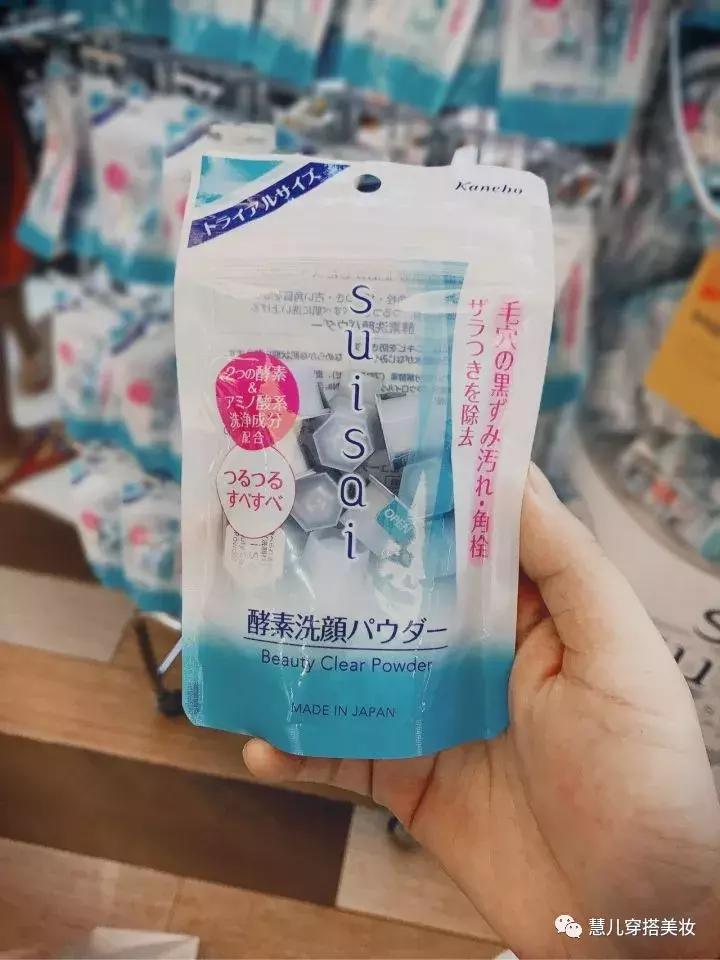 トライアルサイズ
Kanebo
suisai
毛穴の黒ずみ汚れ・角栓
ザラつきを除去
2つの酵素
&
アミノ酸系
洗浄成分
配合
つるつる
すべすべ
OPEN
酵素洗顔パウダー
Beauty Clear Powder
MADE IN JAPAN
慧儿穿搭美妆